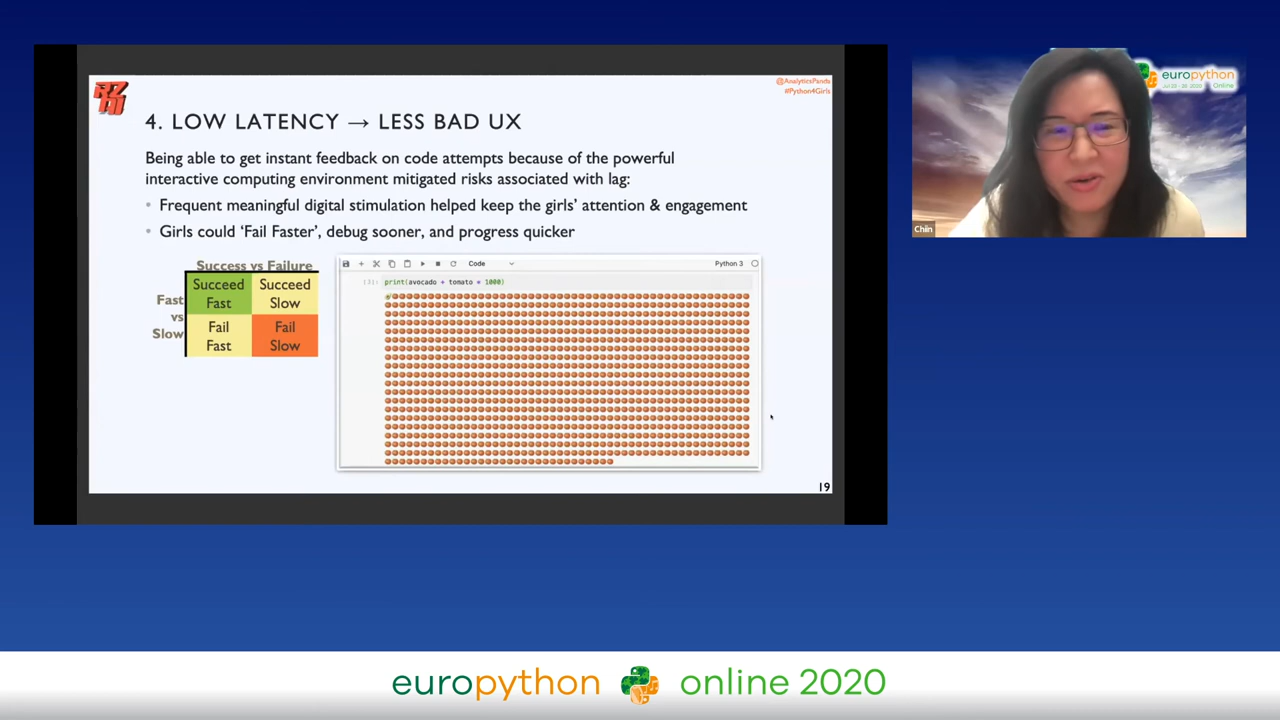 @AnalyticsPanda
#Python4Girls
4. LOW LATENCY → LESS BAD UX
Being able to get instant feedback on code attempts because of the powerful
interactive computing environment mitigated risks associated with lag:
• Frequent meaningful digital stimulation helped keep the girls' attention & engagement
• Girls could 'Fail Faster', debug sooner, and progress quicker
Success vs Failure
Fast
vs
Slow
Succeed
Fast
Succeed
Slow
Fail
Fast
Fail
Slow
Code
Python 3
print(avocado + tomato * 1000)
19
europython
Online
Chiin
europython online 2020